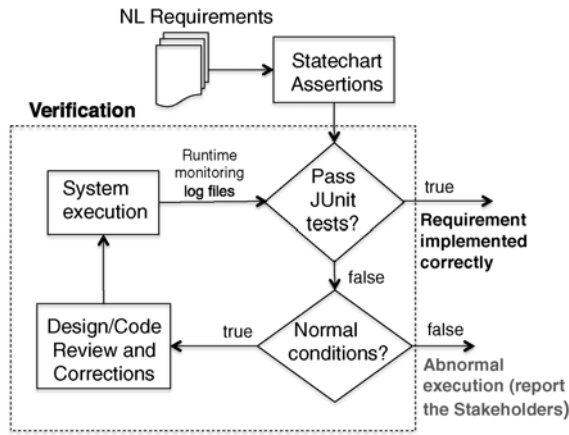 NL Requirements
Statechart
Assertions
Verification
Runtime
monitoring
log files
System
execution
Pass
JUnit
tests?
true
Requirement
implemented
correctly
false
Design/Code
Review and
Corrections
true
Normal
conditions?
false
Abnormal
execution (report
the Stakeholders)